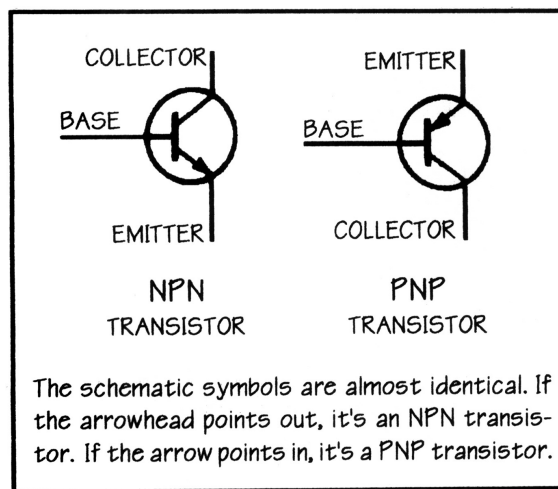 COLLECTOR
BASE
EMITTER
NPN
TRANSISTOR
EMITTER
BASE
COLLECTOR
PNP
TRANSISTOR
The schematic symbols are almost identical. If
the arrowhead points out, it's an NPN transis-
tor. If the arrow points in, it's a PNP transistor.